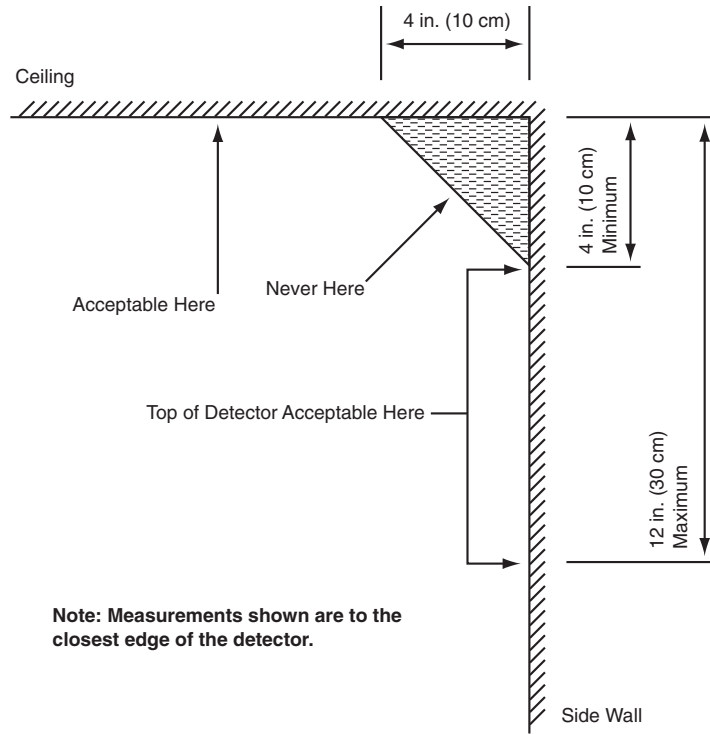 4 in. (10 cm)
Ceiling
4 in. (10 cm)
Minimum
Acceptable Here
Never Here
Top of Detector Acceptable Here
12 in. (30 cm)
Maximum
Note: Measurements shown are to the
closest edge of the detector.
Side Wall